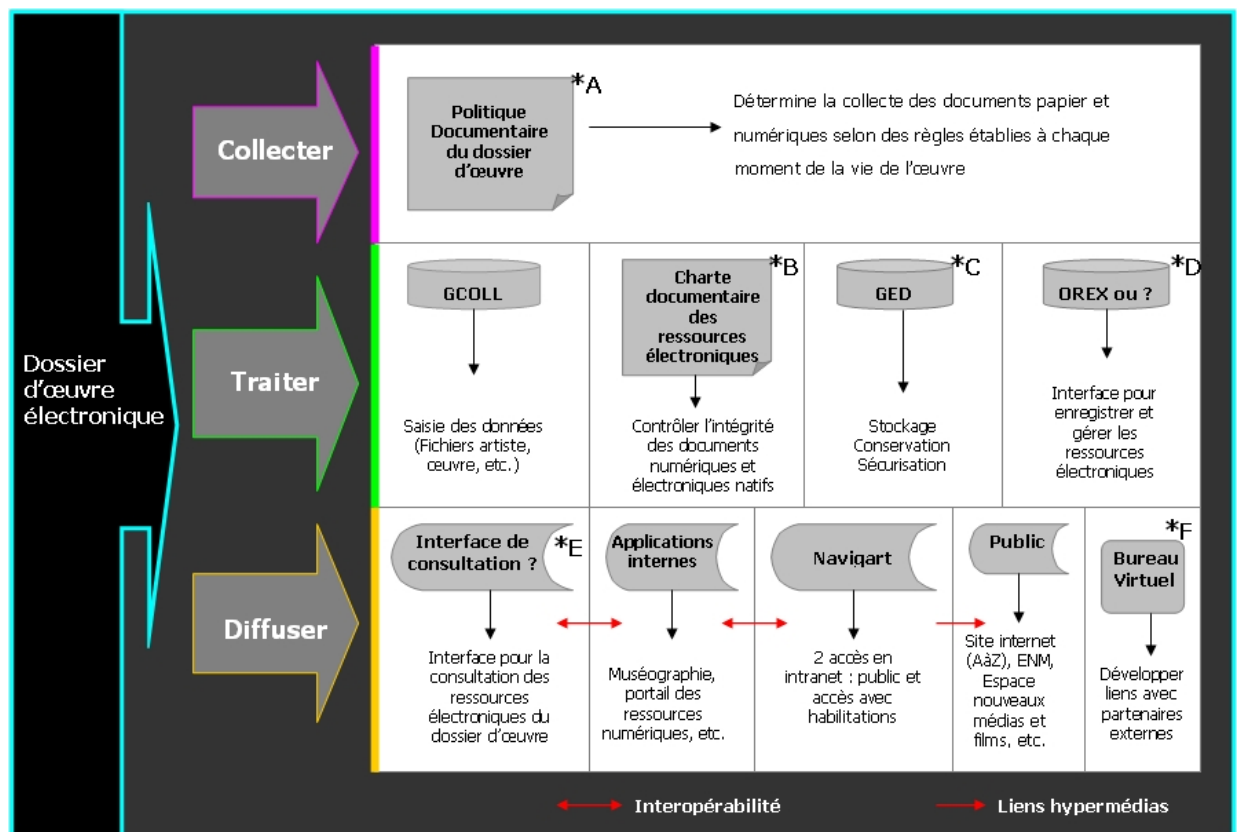 Dossier
d'œuvre
électronique
Collecter
*A
Politique
Documentaire
du dossier
d'œuvre
Détermine la collecte des documents papier et
numériques selon des règles établies à chaque
moment de la vie de l'œuvre
Traiter
GCOLL
Saisie des données
(Fichiers artiste,
œuvre, etc.)
*B
Charte
documentaire
des
ressources
électroniques
Contrôler l'intégrité
des documents
numériques et
électroniques natifs
*C
GED
Stockage
Conservation
Sécurisation
*D
OREX ou ?
Interface pour
enregistrer et
gérer les
ressources
électroniques
Diffuser
Interface de
consultation ?
*E
Interface pour la
consultation des
ressources
électroniques du
dossier d'œuvre
Applications
internes
Muséographie,
portail des
ressources
numériques, etc.
Navigart
2 accès en
intranet : public et
accès avec
habilitations
Public
Site internet
(AàZ), ENM,
Espace
nouveaux
médias et
films, etc.
*F
Bureau
Virtuel
Développer
liens avec
partenaires
externes
Interopérabilité
Liens hypermédias